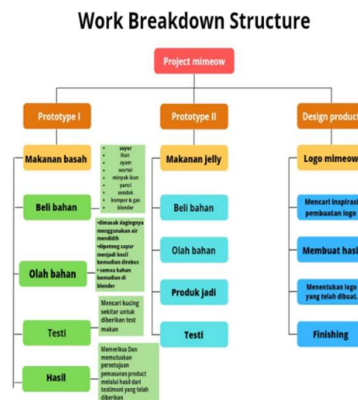 Work Breakdown Structure
Project mimeow
Prototype I
Prototype II
Design product
Makanan basah
sayur
ikan
ayam
wortel
minyak ikan
panci
sendok
kompor & gas
blender
Makanan jelly
Logo mimeow
Beli bahan
Beli bahan
Mencari inspirasi
pembuatan logo
Olah bahan
•dimasak dagingnya
menggunakan air
mendidih
•dipotong sayur
menjadi kecil
kemudian direbus
• semua bahan
kemudian di
blender
Olah bahan
Membuat hasil
Produk jadi
Menentukan logo
yang telah dibuat.
Testi
Mencari kucing
sekitar untuk
diberikan test
makan
Testi
Finishing
Hasil
Memeriksa Dan
memutuskan
persetujuan
pemasaran product
melalui hasil dari
testimoni yang telah
diberikan